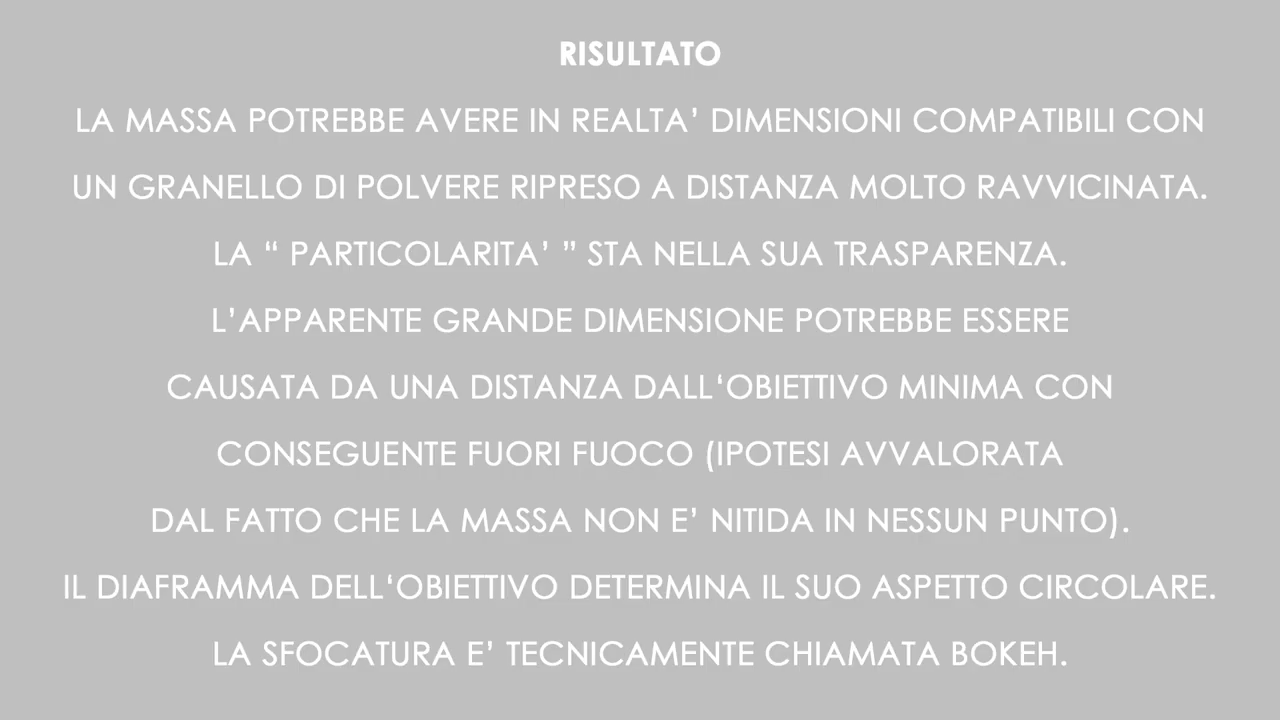 RISULTATO
LA MASSA POTREBBE AVERE IN REALTA’ DIMENSIONI COMPATIBILI CON
UN GRANELLO DI POLVERE RIPRESO A DISTANZA MOLTO RAVVICINATA.
LA “ PARTICOLARITA’ ” STA NELLA SUA TRASPARENZA.
L’APPARENTE GRANDE DIMENSIONE POTREBBE ESSERE
CAUSATA DA UNA DISTANZA DALL‘OBIETTIVO MINIMA CON
CONSEGUENTE FUORI FUOCO (IPOTESI AVVALORATA
DAL FATTO CHE LA MASSA NON E’ NITIDA IN NESSUN PUNTO).
IL DIAFRAMMA DELL‘OBIETTIVO DETERMINA IL SUO ASPETTO CIRCOLARE.
LA SFOCATURA E’ TECNICAMENTE CHIAMATA BOKEH.